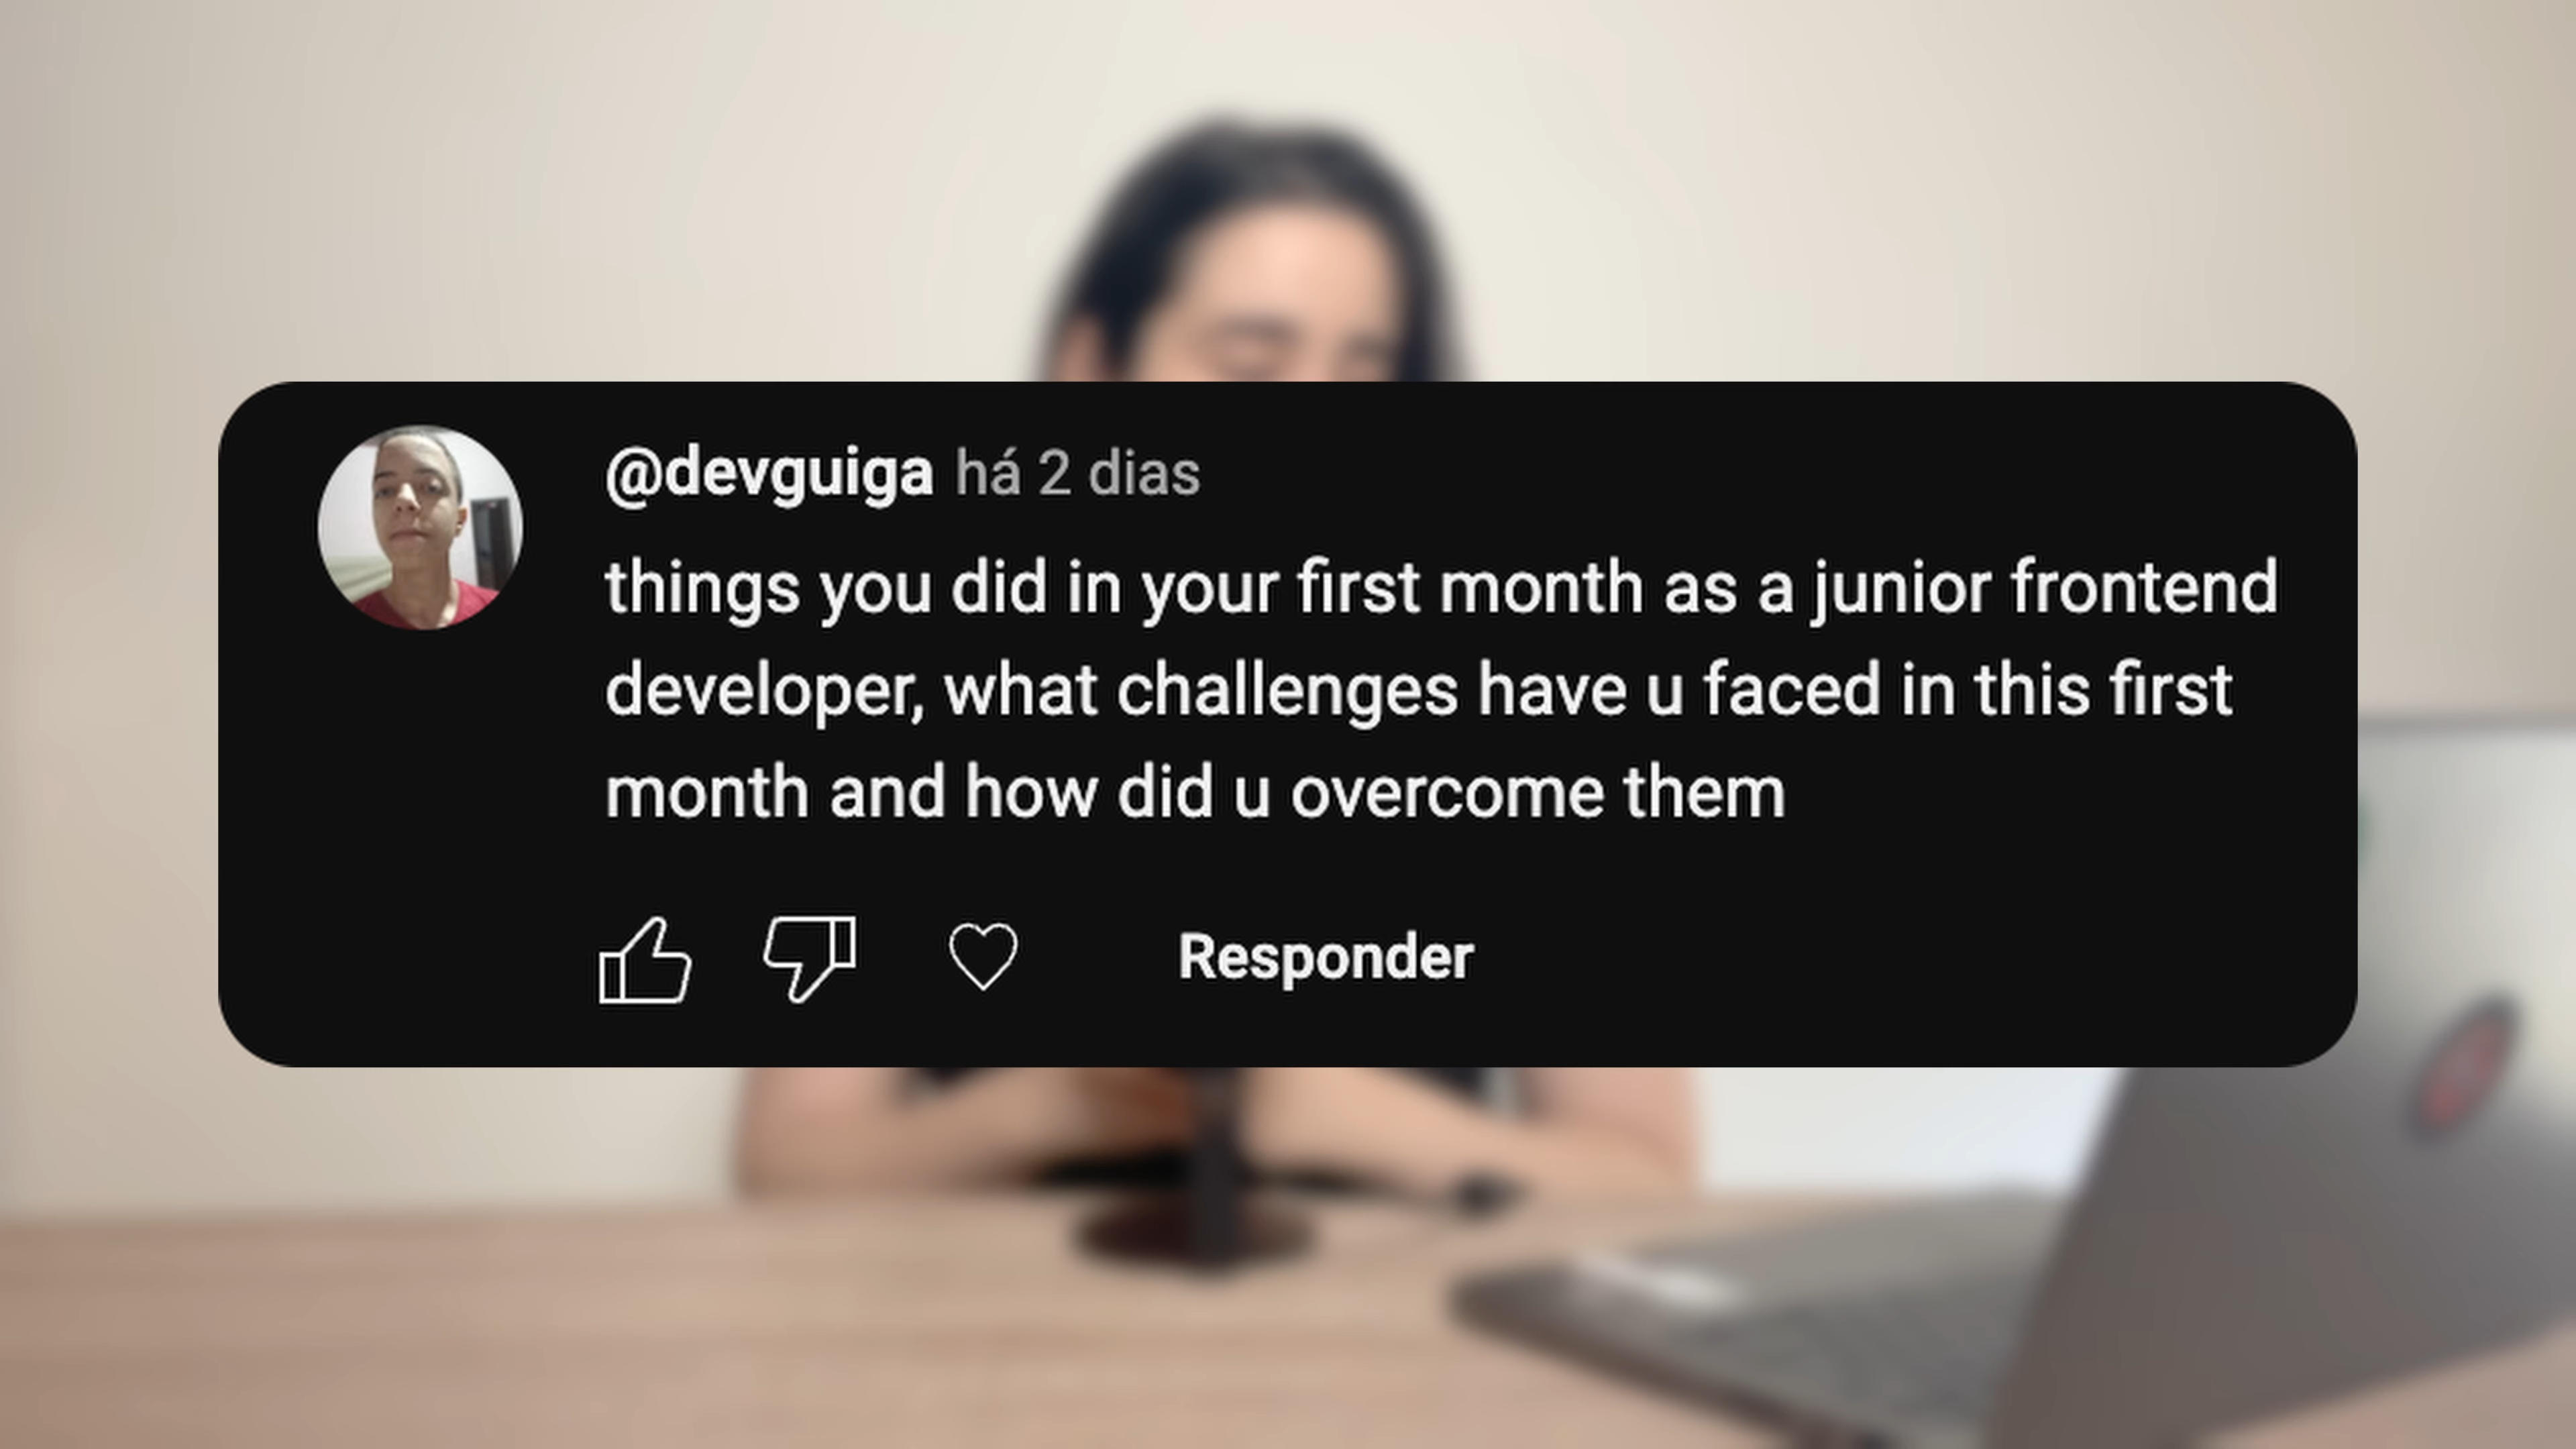 @devguiga há 2 dias
things you did in your first month as a junior frontend
developer, what challenges have u faced in this first
month and how did u overcome them
Responder